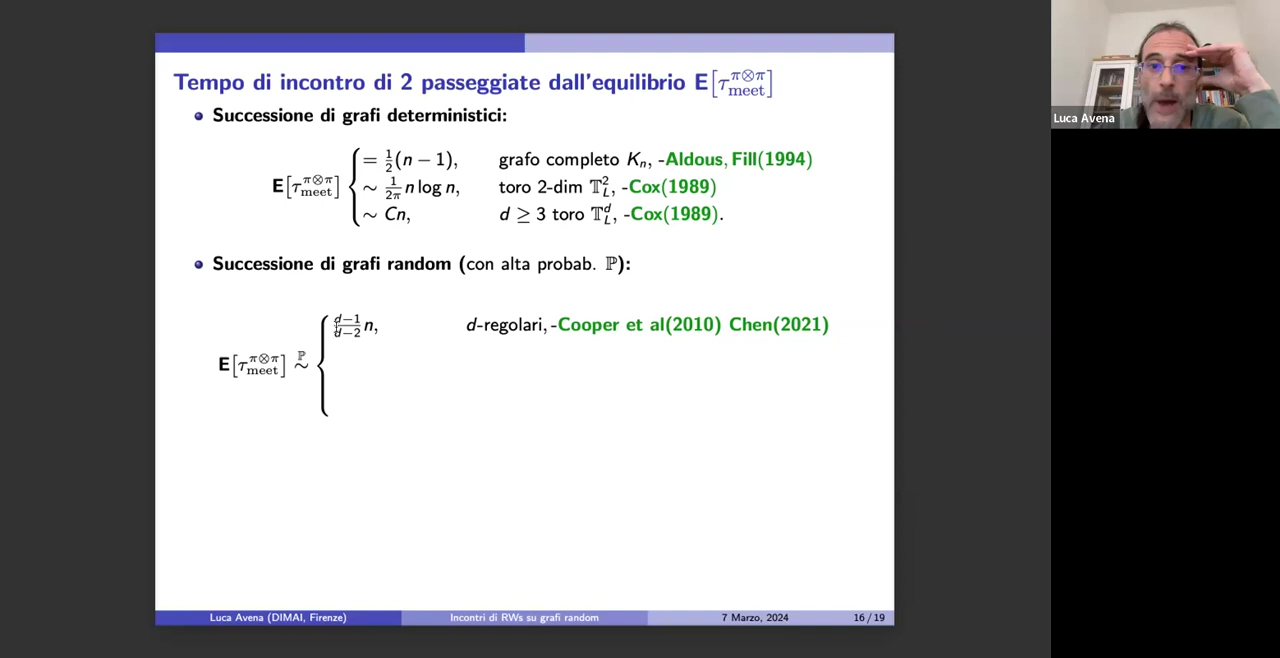 Tempo di incontro di 2 passeggiate dall'equilibrio E[τ_meet^{π⊗π}]
Luca Avena
• Successione di grafi deterministici:
= ½(n − 1), grafo completo K_n, -Aldous, Fill(1994)
E[τ_meet^{π⊗π}] { ∼ 1/2π n log n, toro 2-dim 𝕋_L^2, -Cox(1989)
∼ Cn, d ≥ 3 toro 𝕋_L^d, -Cox(1989).
• Successione di grafi random (con alta probab. ℙ):
d−1/d−2 n, d-regolari, -Cooper et al(2010) Chen(2021)
E[τ_meet^{π⊗π}] ∼^ℙ {
Luca Avena (DIMAI, Firenze) Incontri di RWs su grafi random 7 Marzo, 2024 16 / 19